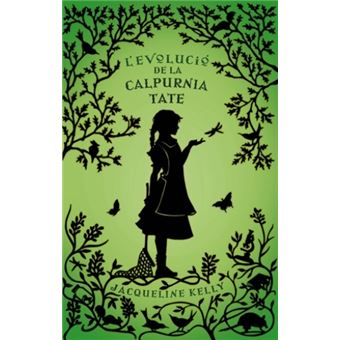 L'EVOLUCIÓ
DE LA
CALPURNIA
TATE
JACQUELINE KELLY